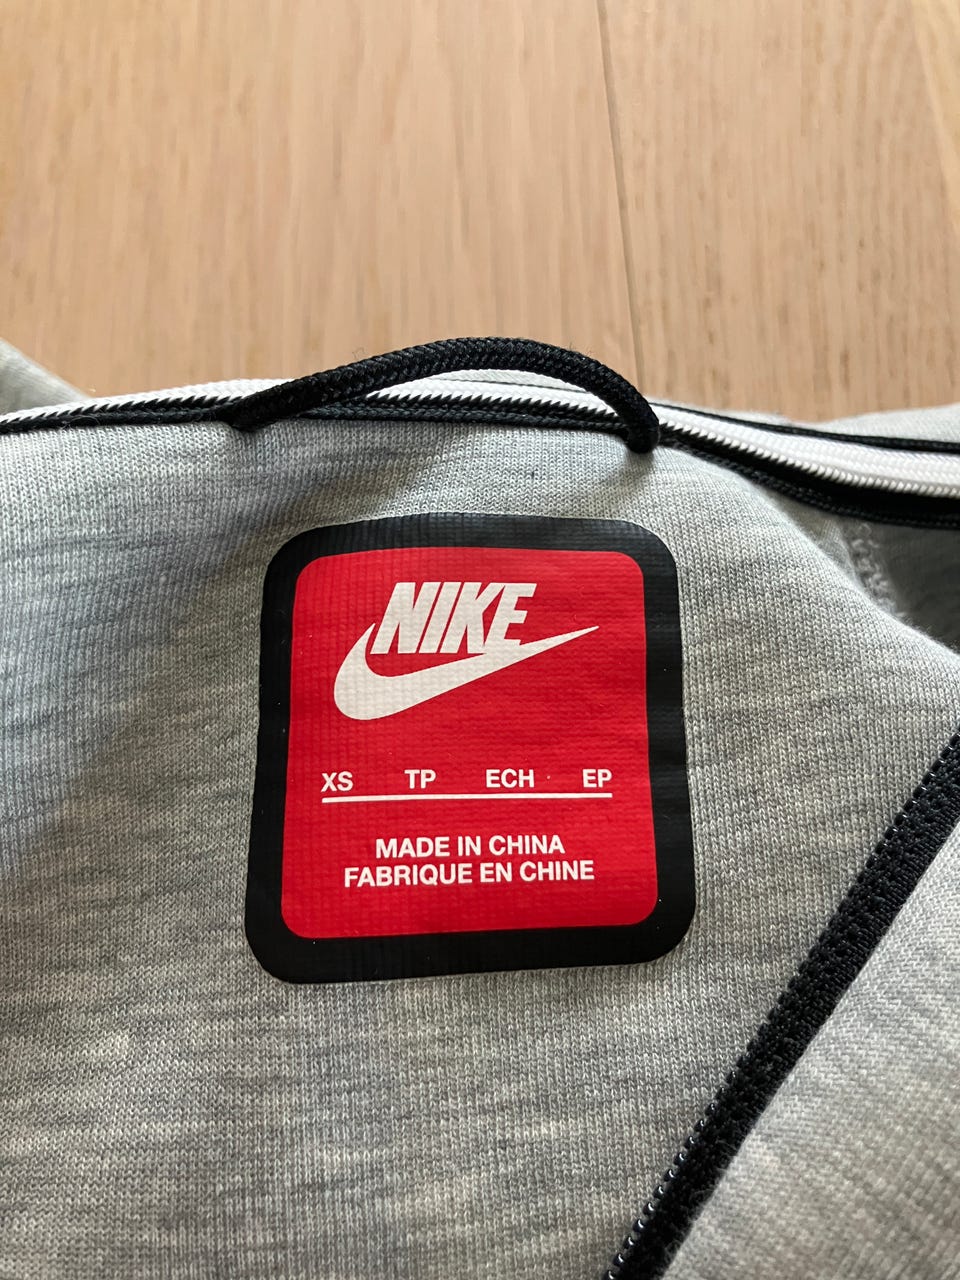 NIKE
XS TP ECH EP
MADE IN CHINA
FABRIQUE EN CHINE